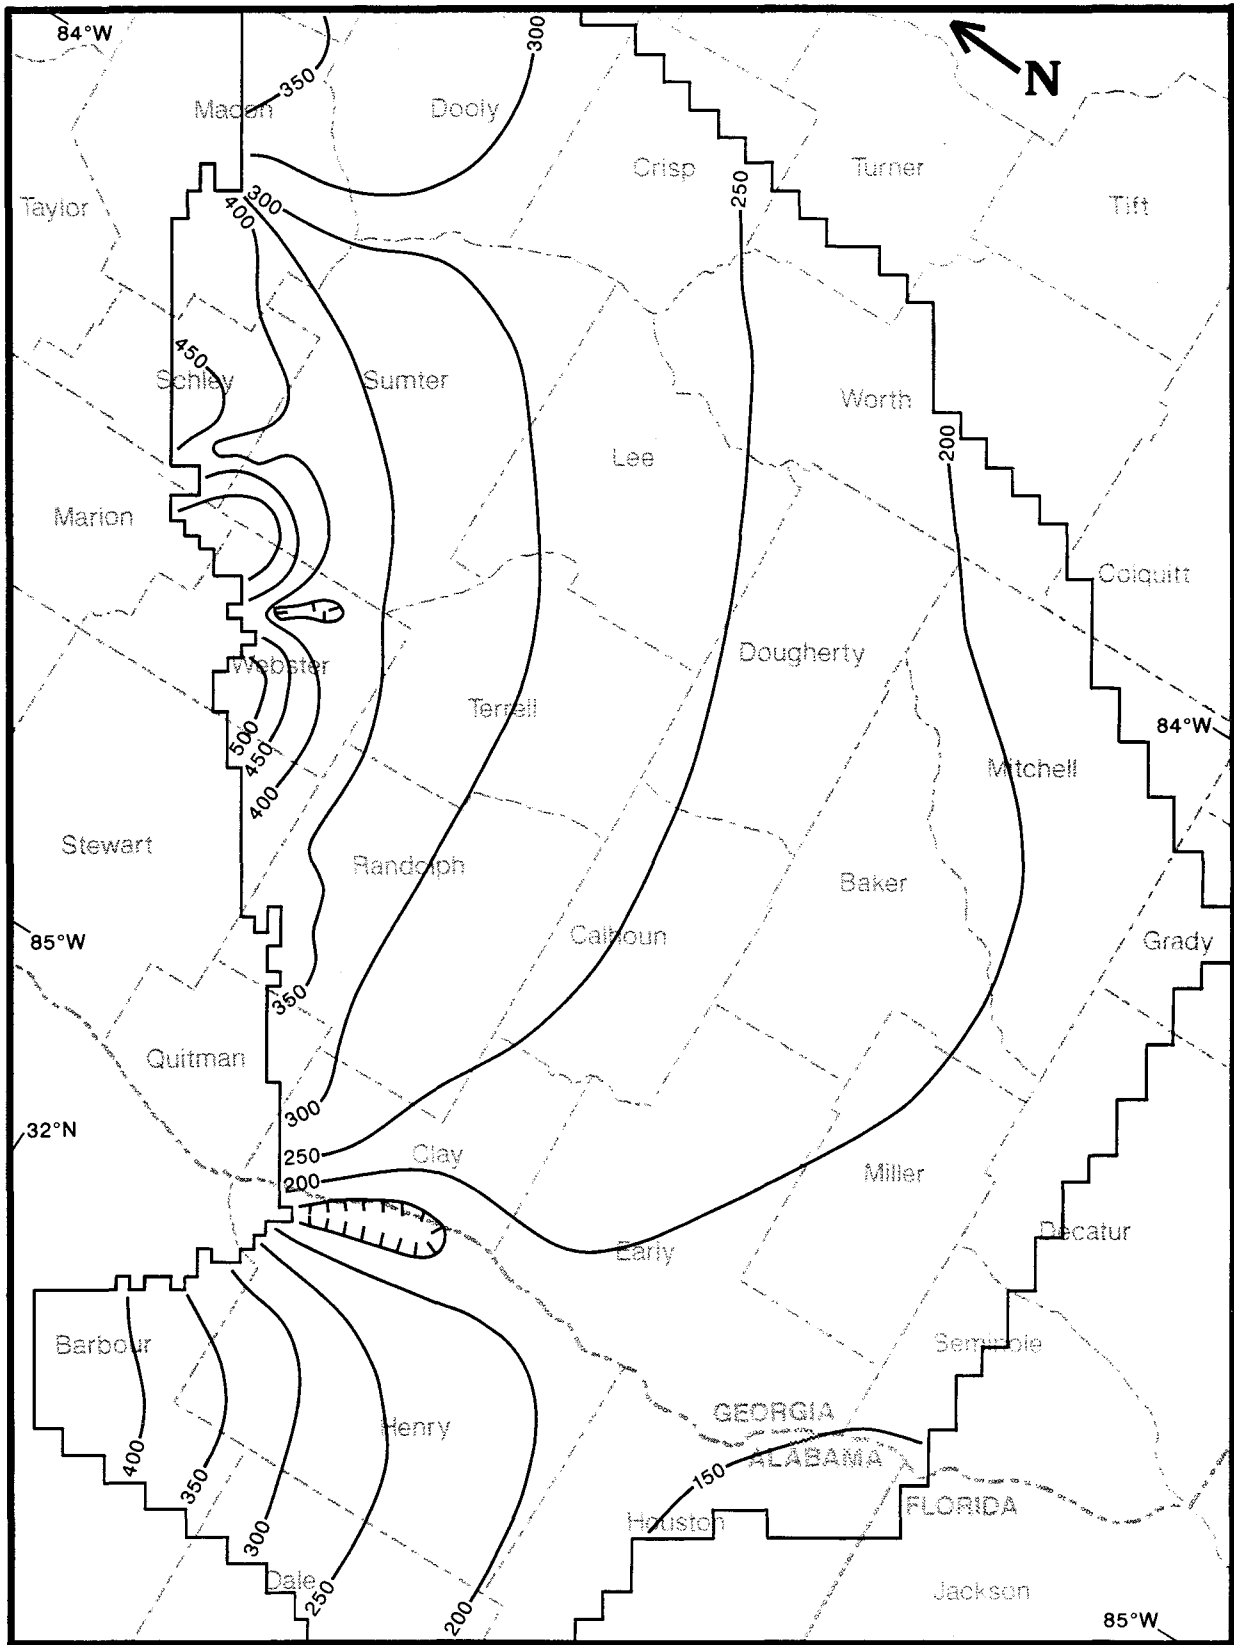 84°W
300
N
350
Macon
Dooly
Crisp
Turner
250
Taylor
300
400
Tift
450
Schley
Sumter
Worth
200
Lee
Marion
Colquitt
Dougherty
Webster
Terrell
84°W
500
450
Mitchell
400
Stewart
Randolph
Baker
Calhoun
85°W
Grady
350
Quitman
300
32°N
250
Clay
200
Miller
Decatur
Early
Barbour
Seminole
GEORGIA
Henry
400
ALABAMA
350
150
FLORIDA
Houston
300
Dale
250
Jackson
200
85°W